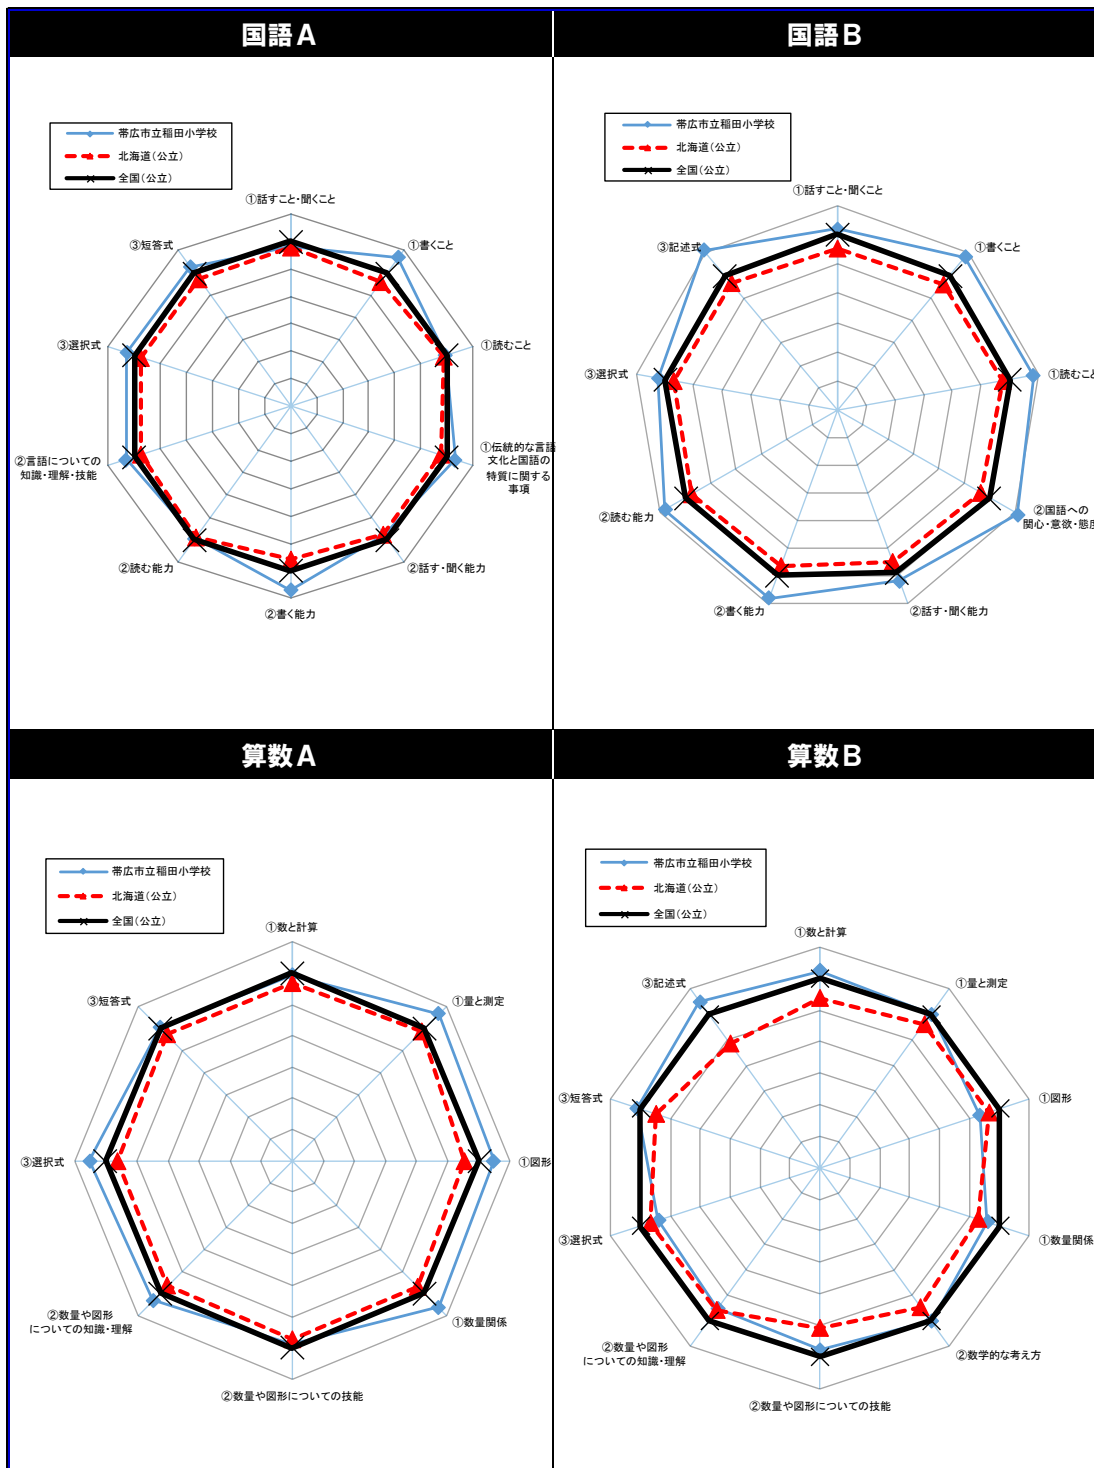 国語A
帯広市立稲田小学校
北海道(公立)
全国(公立)
①話すこと・聞くこと
①書くこと
①読むこと
①伝統的な言語
文化と国語の
特質に関する
事項
②話す・聞く能力
②書く能力
②読む能力
②言語についての
知識・理解・技能
③選択式
③短答式
国語B
帯広市立稲田小学校
北海道(公立)
全国(公立)
①話すこと・聞くこと
①書くこと
①読むこと
②国語への
関心・意欲・態度
②話す・聞く能力
②書く能力
②読む能力
③選択式
③記述式
算数A
帯広市立稲田小学校
北海道(公立)
全国(公立)
①数と計算
①量と測定
①図形
①数量関係
②数量や図形についての技能
②数量や図形
についての知識・理解
③選択式
③短答式
算数B
帯広市立稲田小学校
北海道(公立)
全国(公立)
①数と計算
①量と測定
①図形
①数量関係
②数学的な考え方
②数量や図形についての技能
②数量や図形
についての知識・理解
③選択式
③短答式
③記述式